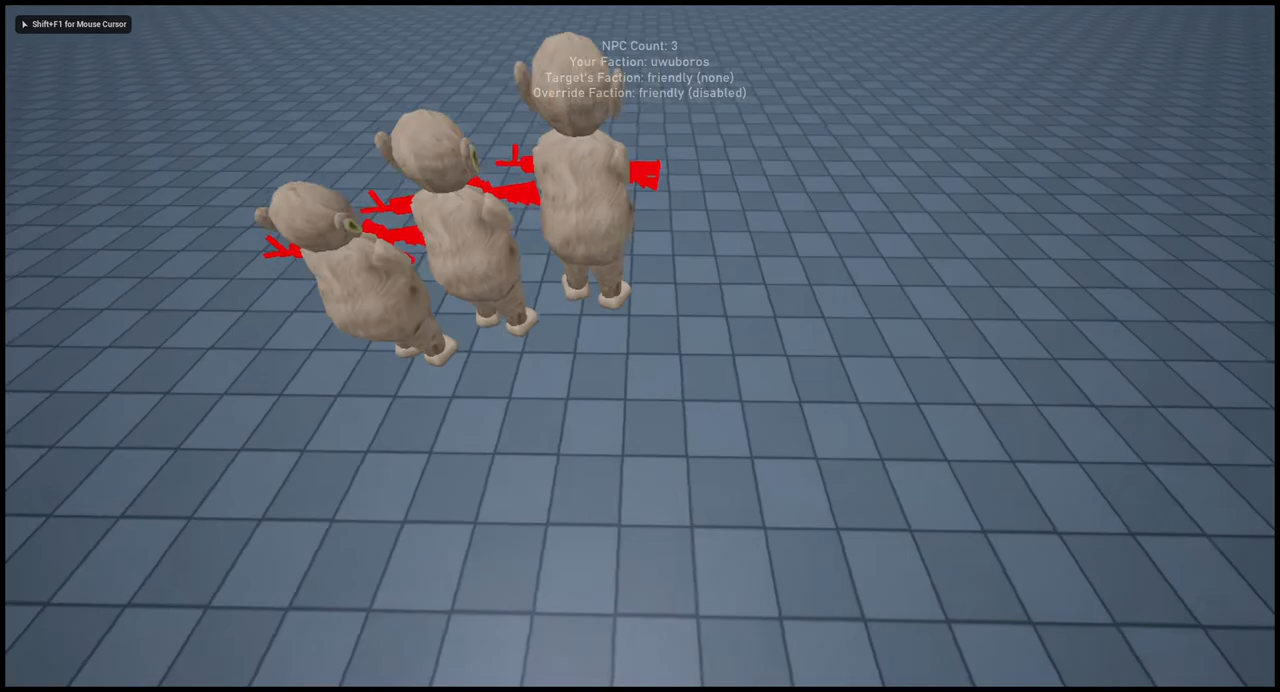 Shift+F1 for Mouse Cursor
NPC Count: 3
Your Faction: uwuboros
Target's Faction: friendly (none)
Override Faction: friendly (disabled)